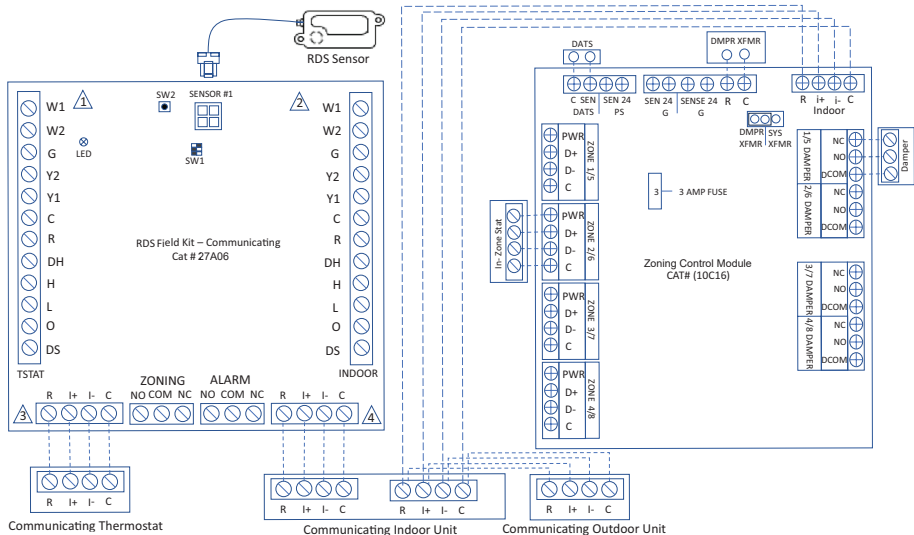 RDS Sensor
DATS
DMPR XFMR
1
SW2
SENSOR #1
2
LED
SW1
W1
W2
G
Y2
Y1
C
R
DH
H
L
O
DS
TSTAT
W1
W2
G
Y2
Y1
C
R
DH
H
L
O
DS
INDOOR
RDS Field Kit – Communicating
Cat # 27A06
ZONING
ALARM
R I+ I- C
NO COM NC
NO COM NC
R I+ I- C
3
4
R I+ I- C
Communicating Thermostat
R I+ I- C
R I+ I- C
Communicating Indoor Unit
R I+ I- C
Communicating Outdoor Unit
C SEN SEN 24
DATS PS
SEN 24 SENSE 24 R C
G G
R i+ i- C
Indoor
DMPR SYS
XFMR XFMR
3 3 AMP FUSE
Zoning Control Module
CAT# (10C16)
PWR
D+
D-
C
ZONE 1/5
PWR
D+
D-
C
ZONE 2/6
In- Zone Stat
PWR
D+
D-
C
ZONE 3/7
PWR
D+
D-
C
ZONE 4/8
1/5 DAMPER
NC
NO
DCOM
Damper
2/6 DAMPER
NC
NO
DCOM
3/7 DAMPER
NC
NO
DCOM
4/8 DAMPER
NC
NO
DCOM